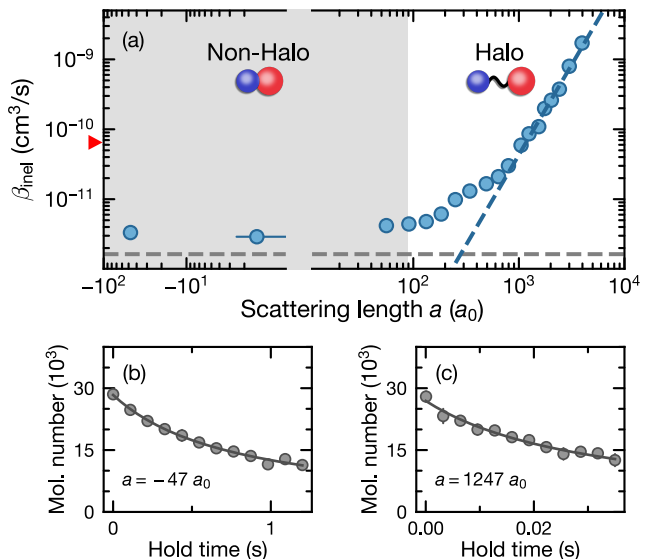 (a)
Non-Halo
Halo
10⁻⁹
10⁻¹⁰
10⁻¹¹
βinel (cm³/s)
-10² -10¹ 10² 10³ 10⁴
Scattering length a (a₀)
(b)
Mol. number (10³)
30
15
0
a = −47 a₀
0 1
Hold time (s)
(c)
Mol. number (10³)
30
15
0
a = 1247 a₀
0.00 0.02
Hold time (s)